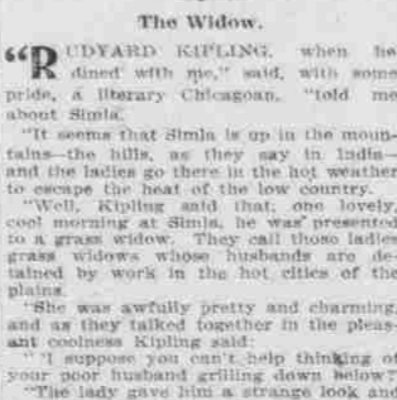 The Widow.
"RUDYARD KIPLING, when he
dined with me," said, with some
pride, a literary Chicagoan, "told me
about Simla.
"It seems that Simla is up in the moun-
tains—the hills, as they say in India—
and the ladies go there in the hot weather
to escape the heat of the low country.
"Well, Kipling said that, one lovely,
cool morning at Simla, he was presented
to a grass widow. They call those ladies
grass widows whose husbands are de-
tained by work in the hot cities of the
plains.
"She was awfully pretty and charming,
and as they talked together in the pleas-
ant coolness Kipling said:
" 'I suppose you can't help thinking of
your poor husband grilling down below?'
"The lady gave him a strange look and